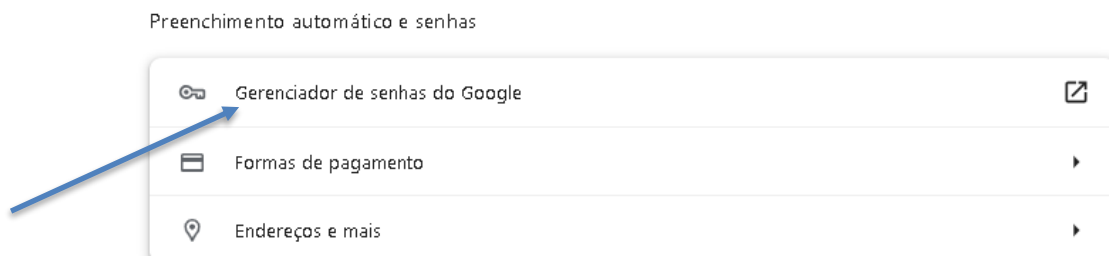 Preenchimento automático e senhas
Gerenciador de senhas do Google
Formas de pagamento
Endereços e mais